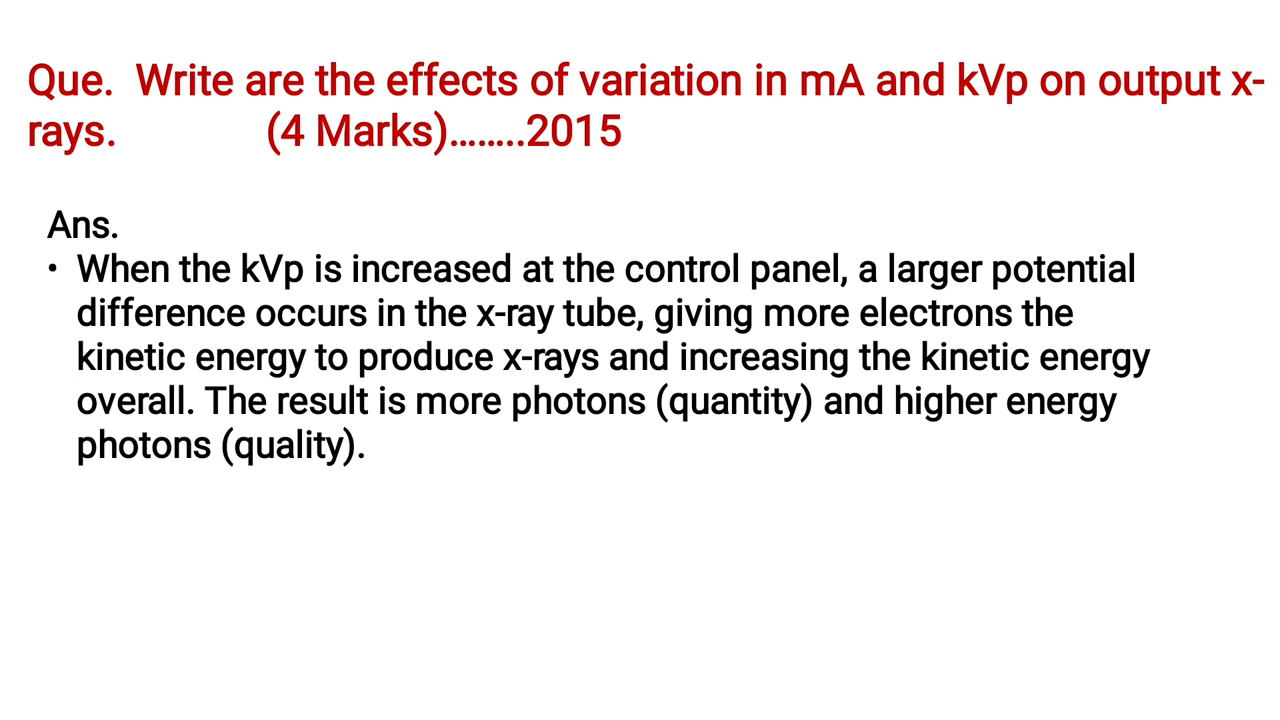 Que.  Write are the effects of variation in mA and kVp on output x-
rays.             (4 Marks)……..2015
Ans.
• When the kVp is increased at the control panel, a larger potential
difference occurs in the x-ray tube, giving more electrons the
kinetic energy to produce x-rays and increasing the kinetic energy
overall. The result is more photons (quantity) and higher energy
photons (quality).